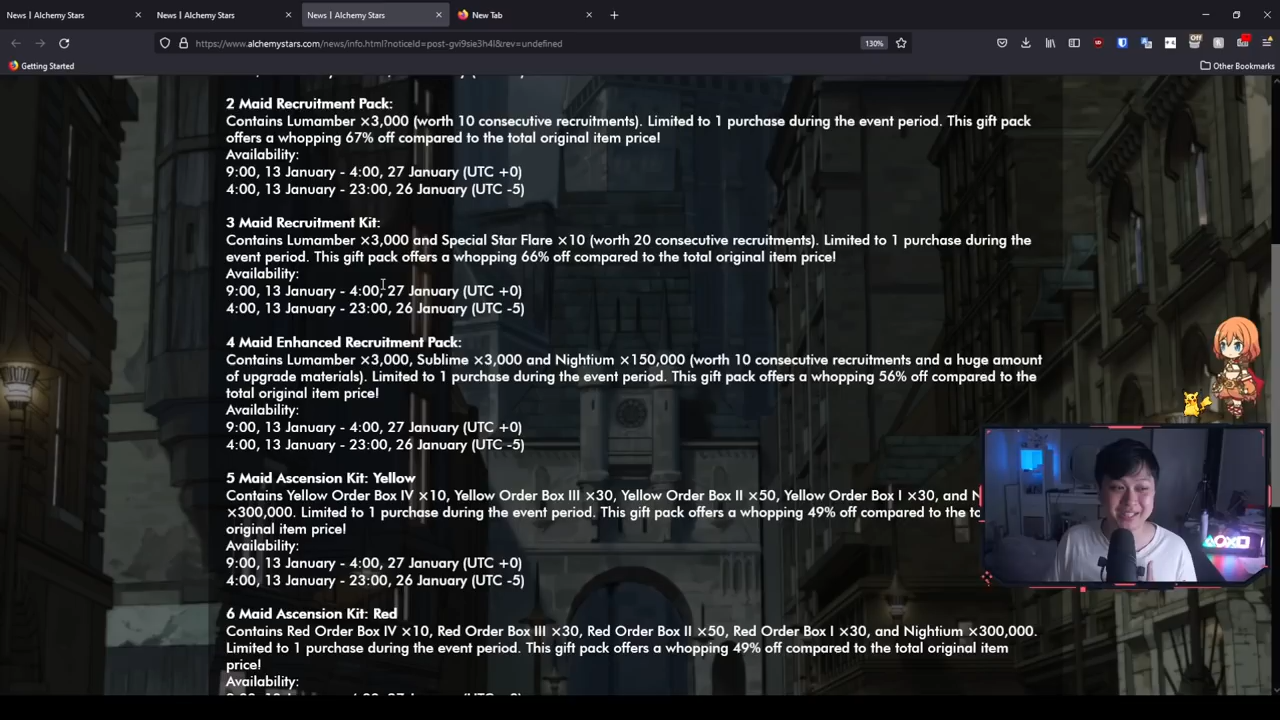 News | Alchemy Stars
News | Alchemy Stars
News | Alchemy Stars
New Tab
https://www.alchemystars.com/news/info.html?noticeId=post-gvi9sie3h4l&rev=undefined
130%
Off
Getting Started
Other Bookmarks
2 Maid Recruitment Pack:
Contains Lumamber ×3,000 (worth 10 consecutive recruitments). Limited to 1 purchase during the event period. This gift pack
offers a whopping 67% off compared to the total original item price!
Availability:
9:00, 13 January - 4:00, 27 January (UTC +0)
4:00, 13 January - 23:00, 26 January (UTC -5)
3 Maid Recruitment Kit:
Contains Lumamber ×3,000 and Special Star Flare ×10 (worth 20 consecutive recruitments). Limited to 1 purchase during the
event period. This gift pack offers a whopping 66% off compared to the total original item price!
Availability:
9:00, 13 January - 4:00, 27 January (UTC +0)
4:00, 13 January - 23:00, 26 January (UTC -5)
4 Maid Enhanced Recruitment Pack:
Contains Lumamber ×3,000, Sublime ×3,000 and Nightium ×150,000 (worth 10 consecutive recruitments and a huge amount
of upgrade materials). Limited to 1 purchase during the event period. This gift pack offers a whopping 56% off compared to the
total original item price!
Availability:
9:00, 13 January - 4:00, 27 January (UTC +0)
4:00, 13 January - 23:00, 26 January (UTC -5)
5 Maid Ascension Kit: Yellow
Contains Yellow Order Box IV ×10, Yellow Order Box III ×30, Yellow Order Box II ×50, Yellow Order Box I ×30, and
×300,000. Limited to 1 purchase during the event period. This gift pack offers a whopping 49% off compared to the
original item price!
Availability:
9:00, 13 January - 4:00, 27 January (UTC +0)
4:00, 13 January - 23:00, 26 January (UTC -5)
6 Maid Ascension Kit: Red
Contains Red Order Box IV ×10, Red Order Box III ×30, Red Order Box II ×50, Red Order Box I ×30, and Nightium ×300,000.
Limited to 1 purchase during the event period. This gift pack offers a whopping 49% off compared to the total original item
price!
Availability: